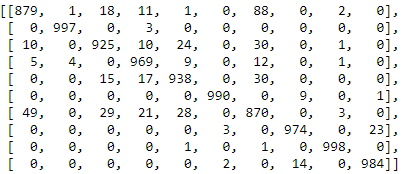 [[879, 1, 18, 11, 1, 0, 88, 0, 2, 0],
[ 0, 997, 0, 3, 0, 0, 0, 0, 0, 0],
[ 10, 0, 925, 10, 24, 0, 30, 0, 1, 0],
[ 5, 4, 0, 969, 9, 0, 12, 0, 1, 0],
[ 0, 0, 15, 17, 938, 0, 30, 0, 0, 0],
[ 0, 0, 0, 0, 0, 990, 0, 9, 0, 1],
[ 49, 0, 29, 21, 28, 0, 870, 0, 3, 0],
[ 0, 0, 0, 0, 0, 3, 0, 974, 0, 23],
[ 0, 0, 0, 0, 1, 0, 1, 0, 998, 0],
[ 0, 0, 0, 0, 0, 2, 0, 14, 0, 984]]